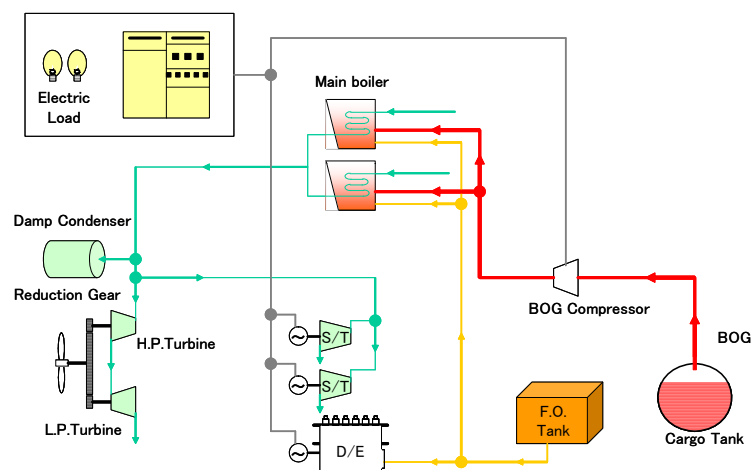 Electric
Load
Main boiler
Damp Condenser
Reduction Gear
H.P.Turbine
L.P.Turbine
S/T
S/T
D/E
BOG Compressor
BOG
F.O.
Tank
Cargo Tank